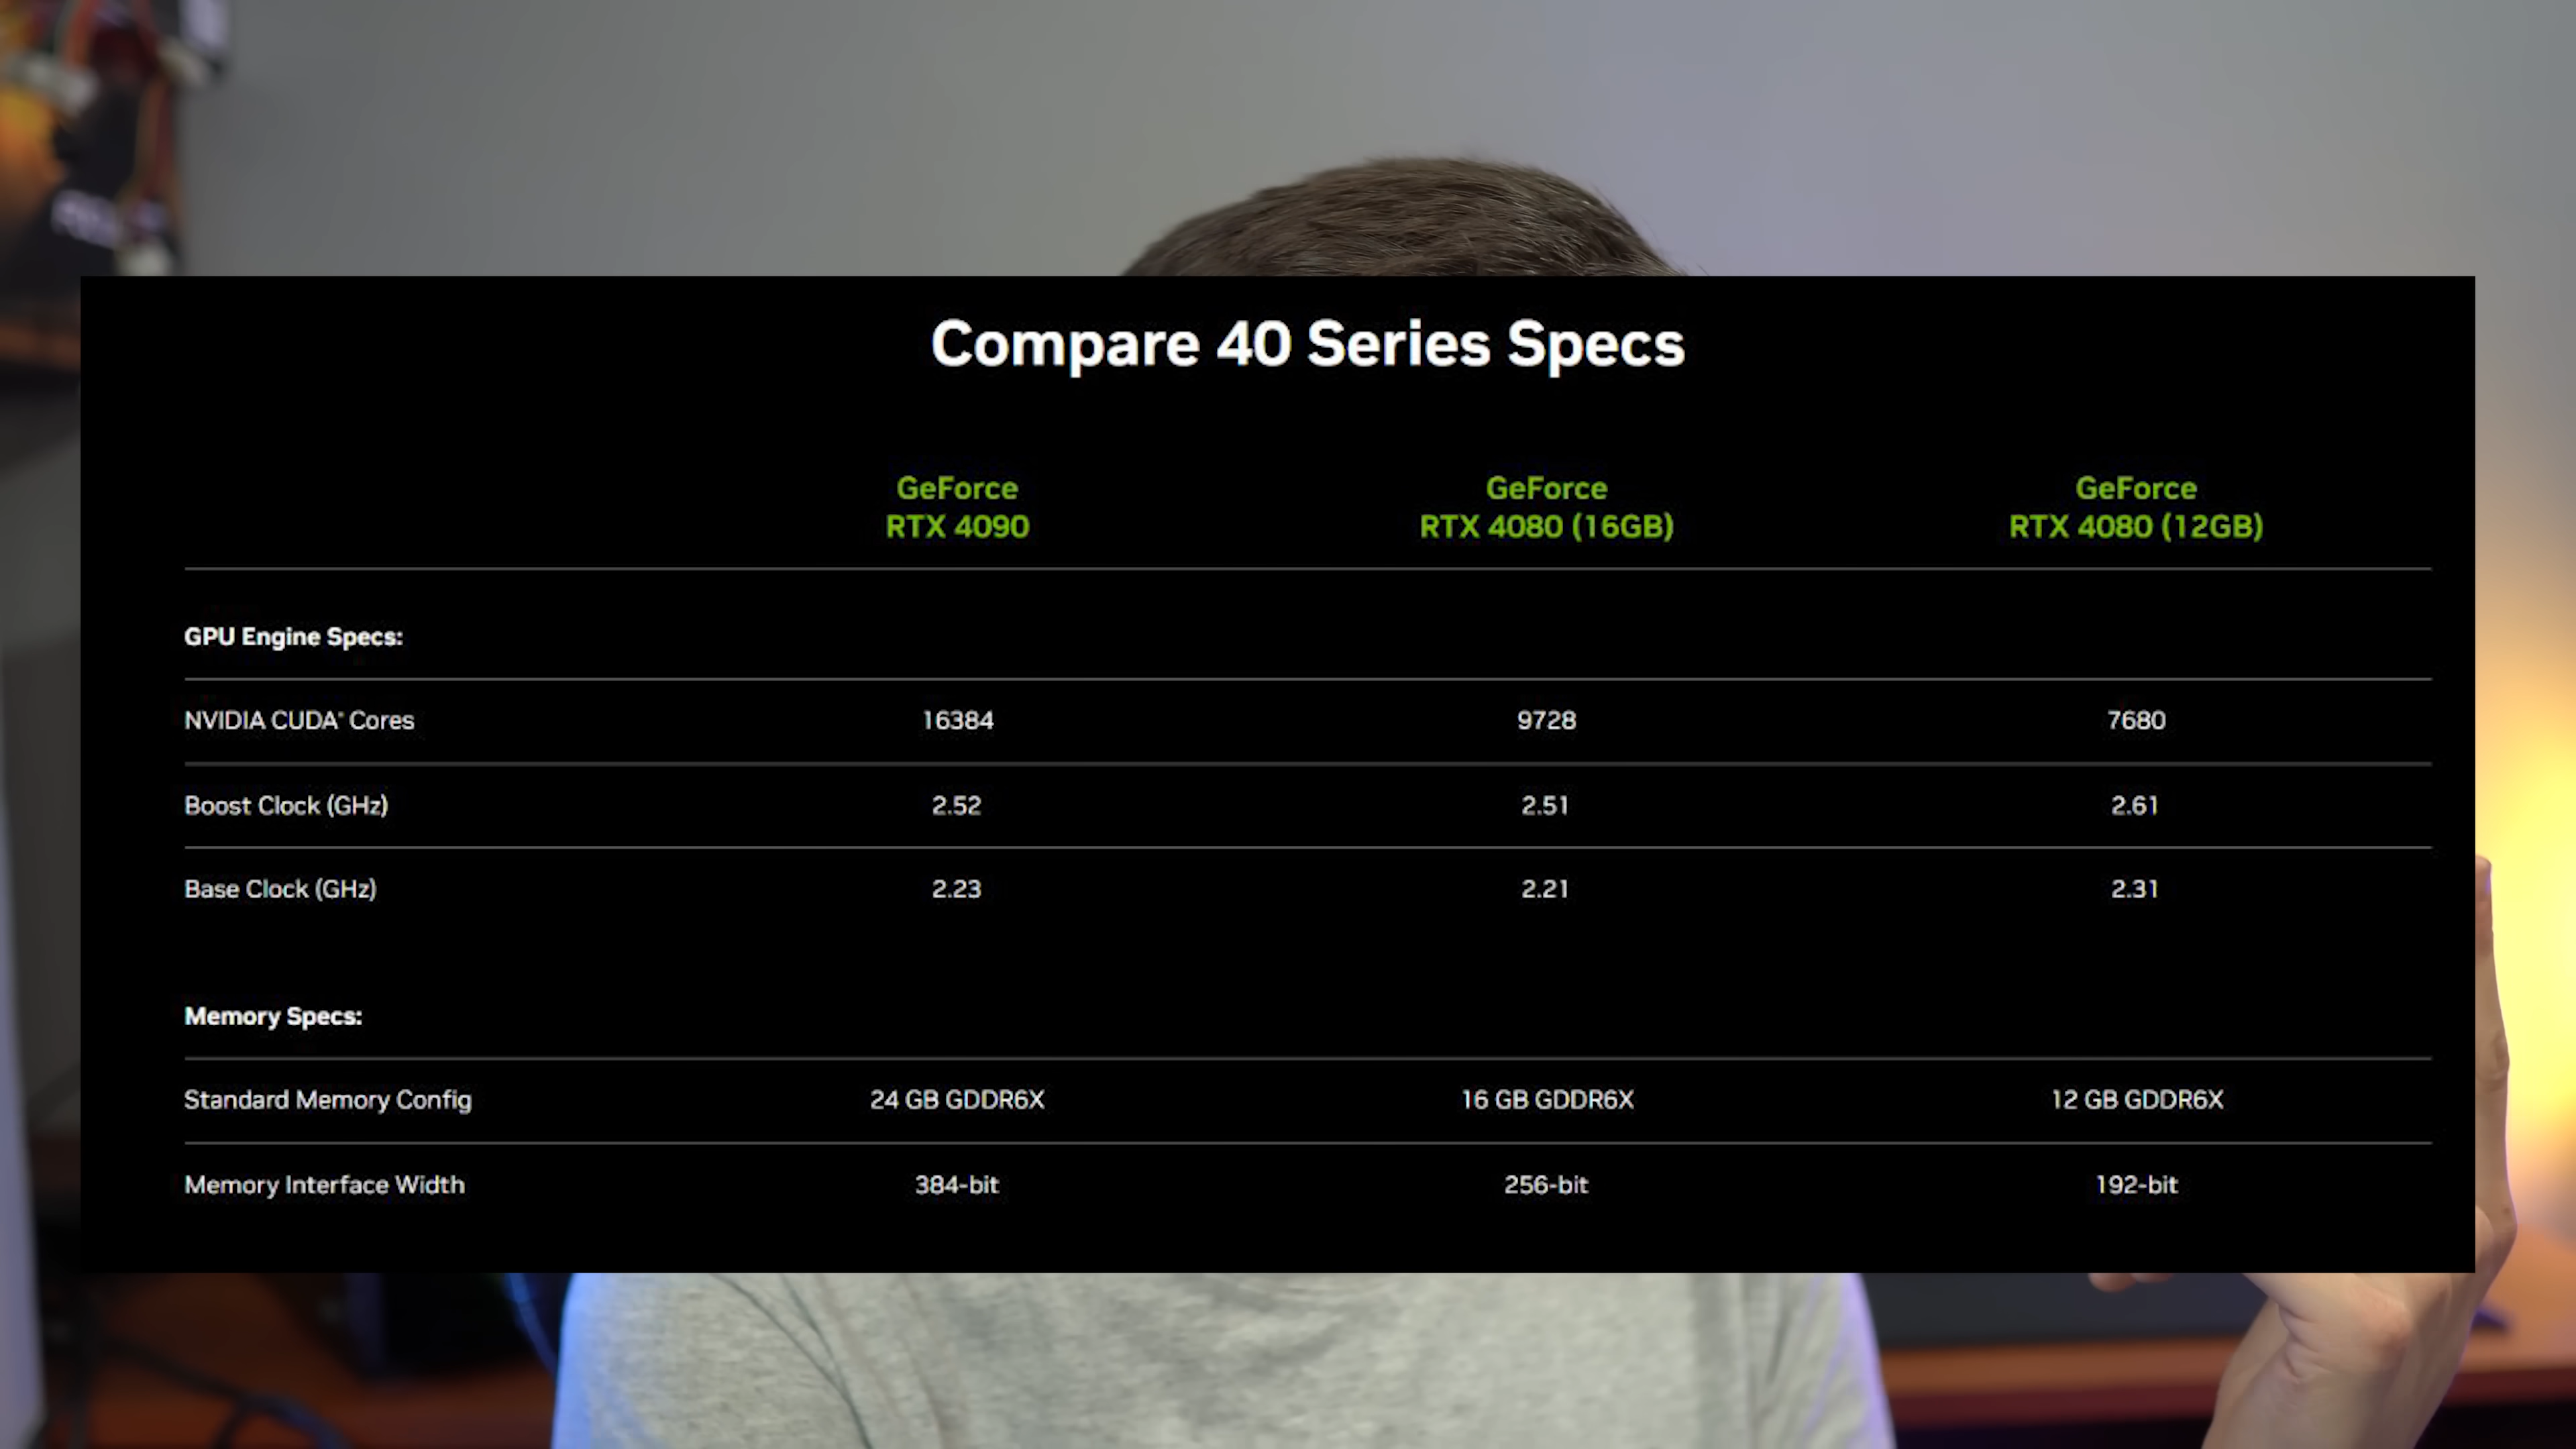 Compare 40 Series Specs
GeForce RTX 4090 GeForce RTX 4080 (16GB) GeForce RTX 4080 (12GB)
GPU Engine Specs:
NVIDIA CUDA® Cores 16384 9728 7680
Boost Clock (GHz) 2.52 2.51 2.61
Base Clock (GHz) 2.23 2.21 2.31
Memory Specs:
Standard Memory Config 24 GB GDDR6X 16 GB GDDR6X 12 GB GDDR6X
Memory Interface Width 384-bit 256-bit 192-bit